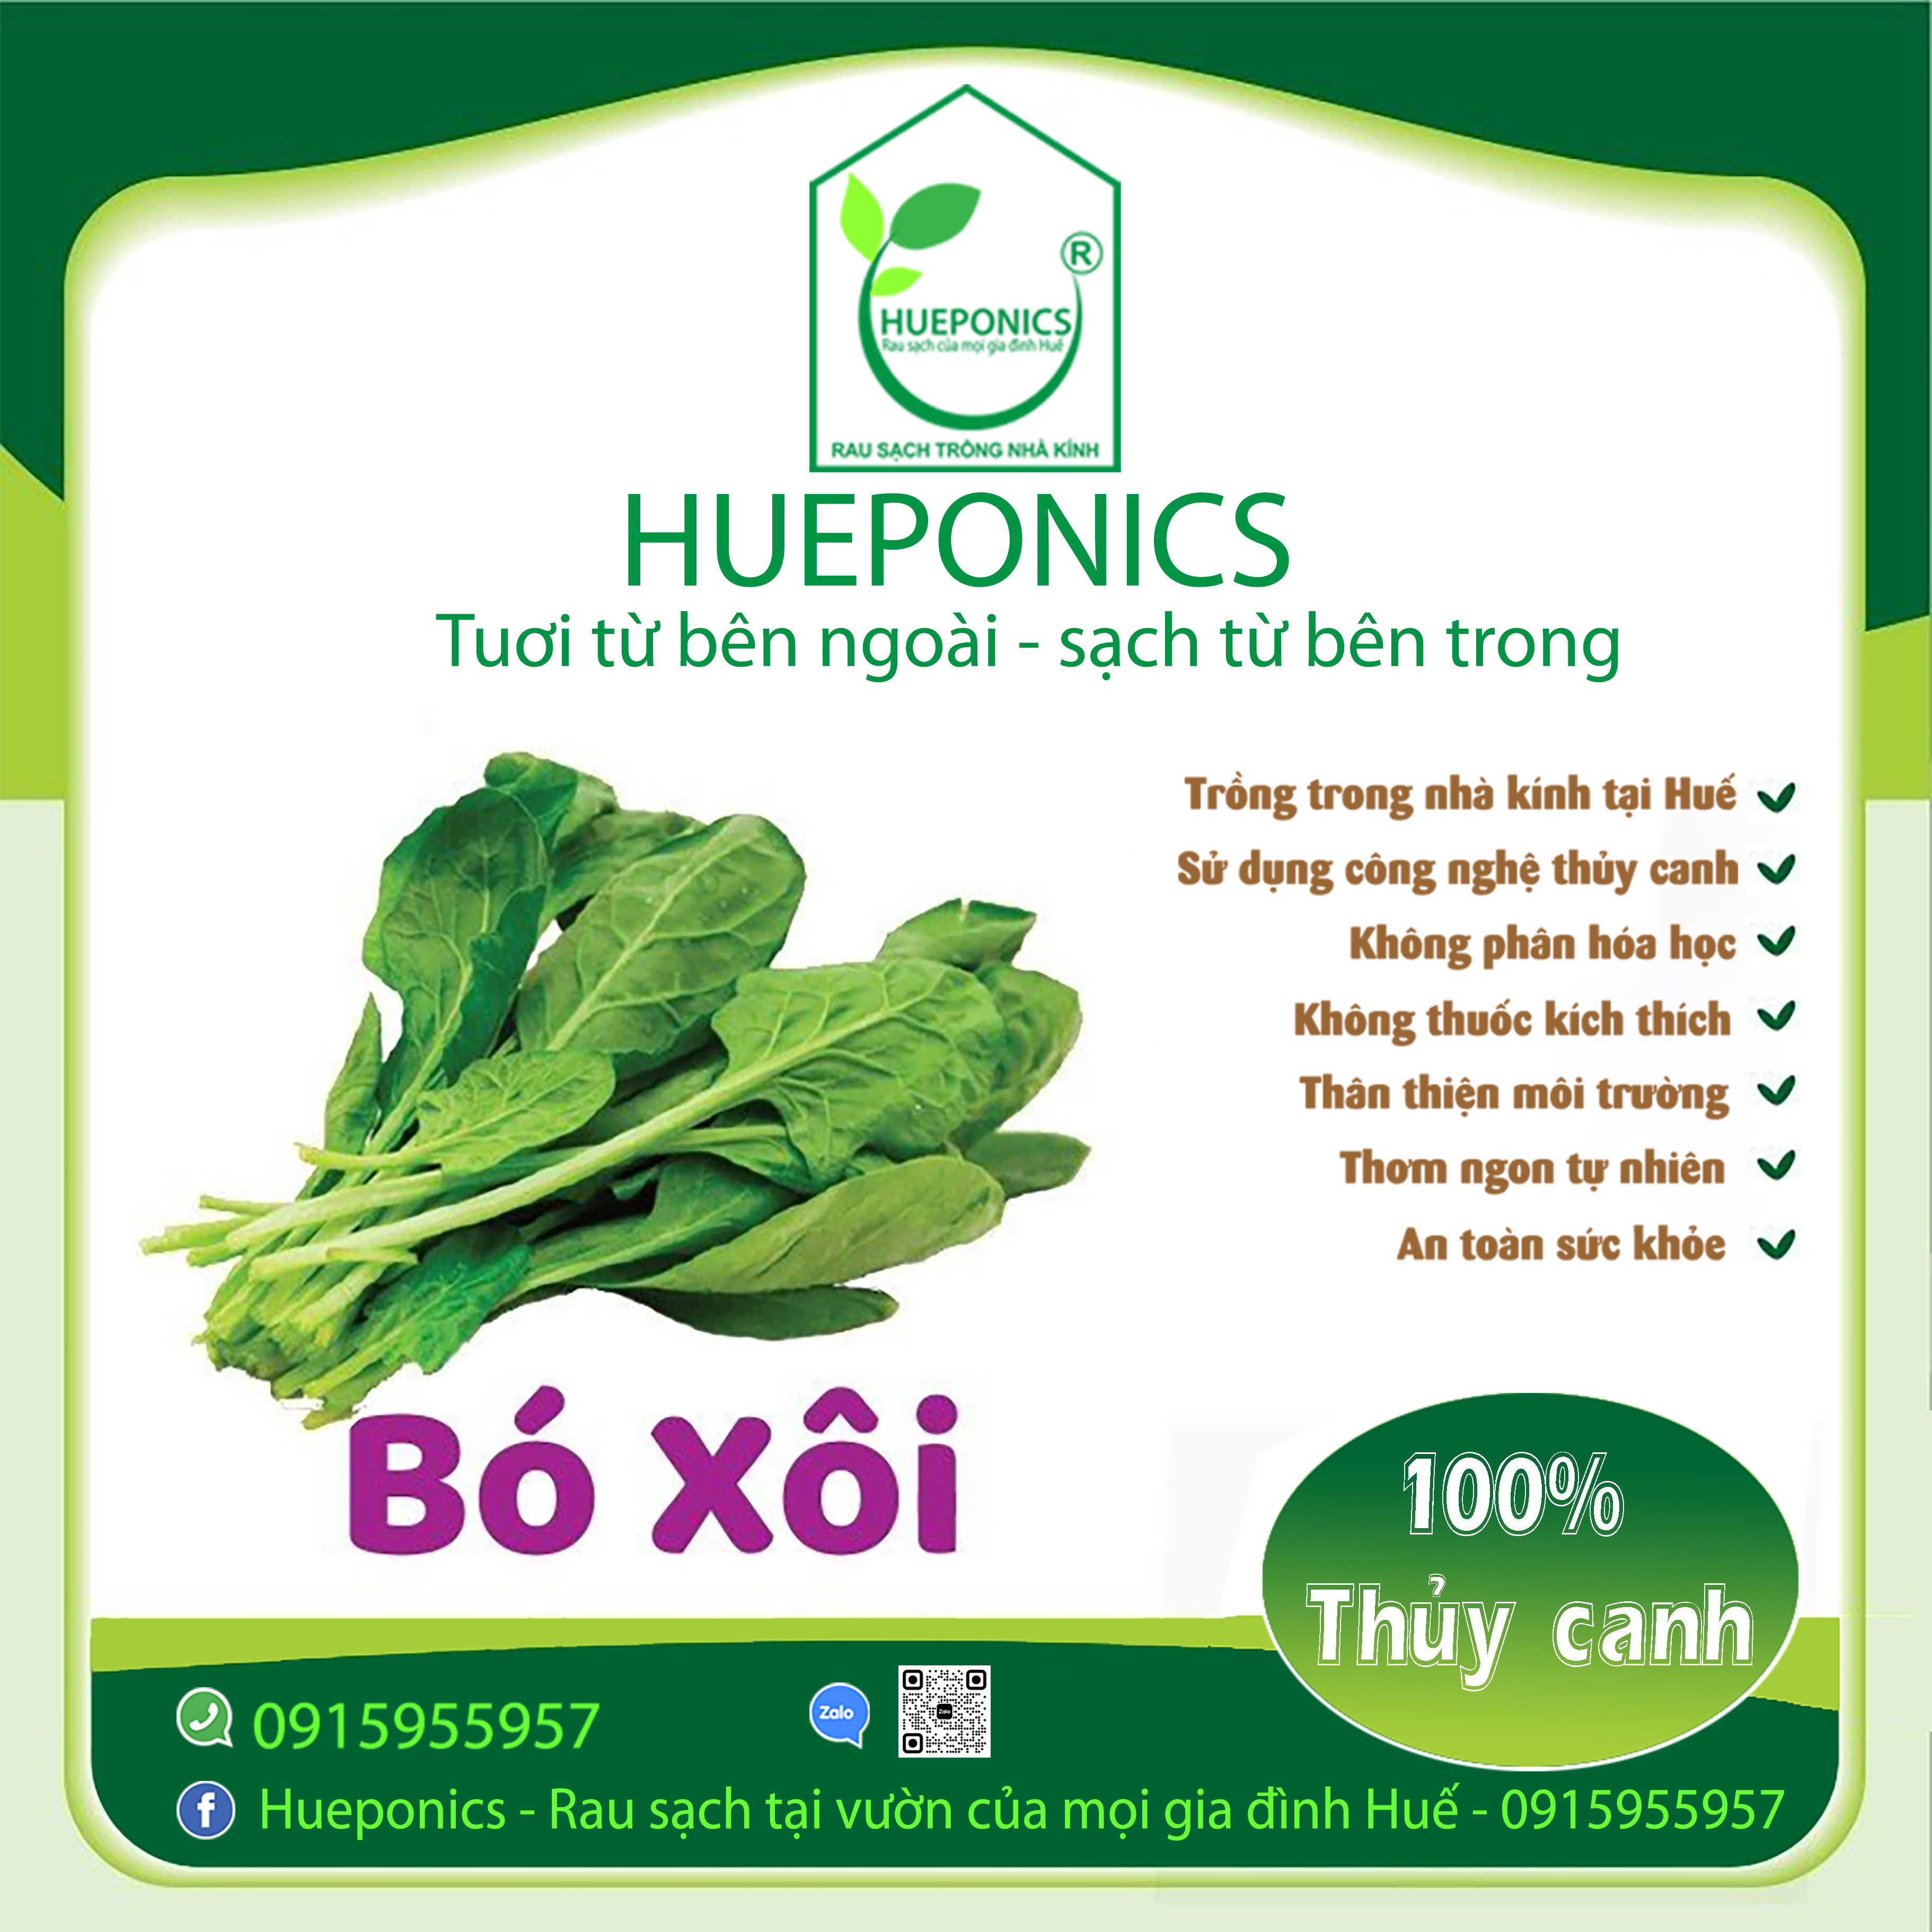 ®
HUEPONICS
Rau sạch của mọi gia đình Huế
RAU SẠCH TRỒNG NHÀ KÍNH
HUEPONICS
Tươi từ bên ngoài - sạch từ bên trong
Trồng trong nhà kính tại Huế
Sử dụng công nghệ thủy canh
Không phân hóa học
Không thuốc kích thích
Thân thiện môi trường
Thơm ngon tự nhiên
An toàn sức khỏe
Bó Xôi
100%
Thủy canh
0915955957
Zalo
Zalo
Hueponics - Rau sạch tại vườn của mọi gia đình Huế - 0915955957